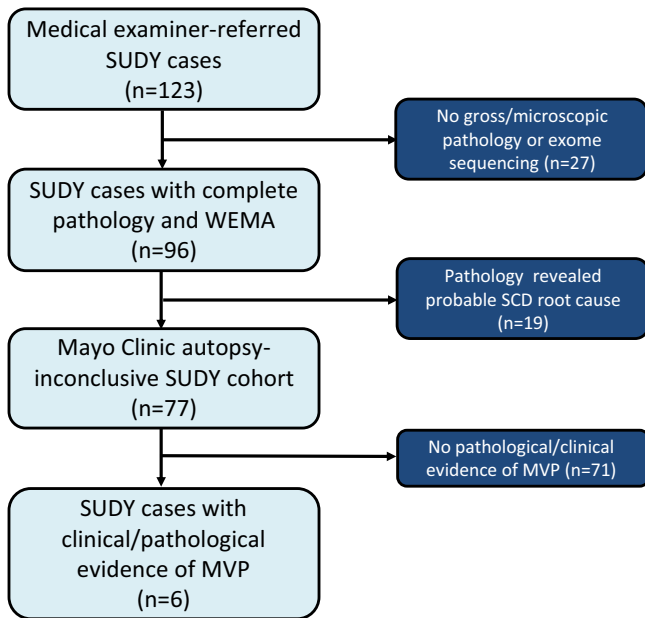 Medical examiner-referred
SUDY cases
(n=123)
No gross/microscopic
pathology or exome
sequencing (n=27)
SUDY cases with complete
pathology and WEMA
(n=96)
Pathology revealed
probable SCD root cause
(n=19)
Mayo Clinic autopsy-
inconclusive SUDY cohort
(n=77)
No pathological/clinical
evidence of MVP (n=71)
SUDY cases with
clinical/pathological
evidence of MVP
(n=6)